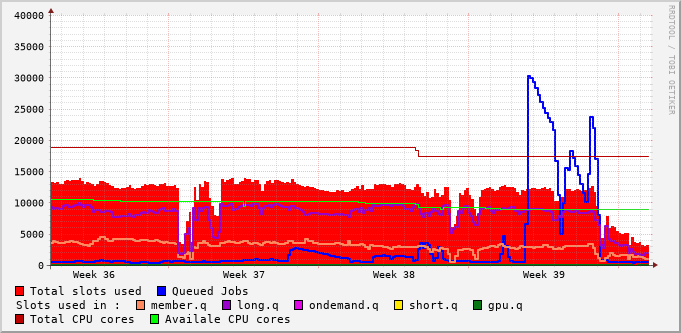 40000
35000
30000
25000
20000
15000
10000
5000
0
Week 36 Week 37 Week 38 Week 39
RRDTOOL / TOBI OETIKER
Total slots used Queued Jobs
Slots used in : member.q long.q ondemand.q short.q gpu.q
Total CPU cores Availale CPU cores